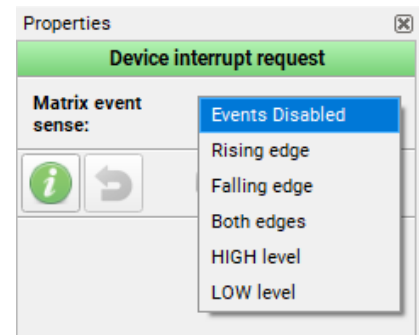 Properties
Device interrupt request
Matrix event
sense:
Events Disabled
Rising edge
Falling edge
Both edges
HIGH level
LOW level